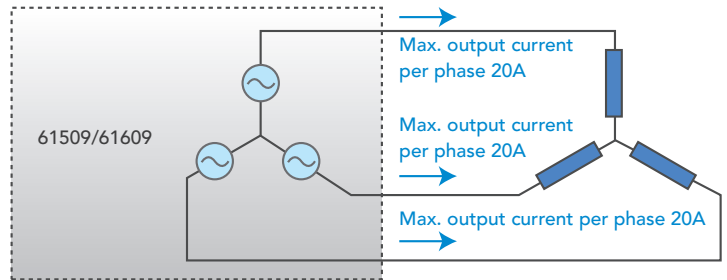 Max. output current
per phase 20A
61509/61609
Max. output current
per phase 20A
Max. output current per phase 20A